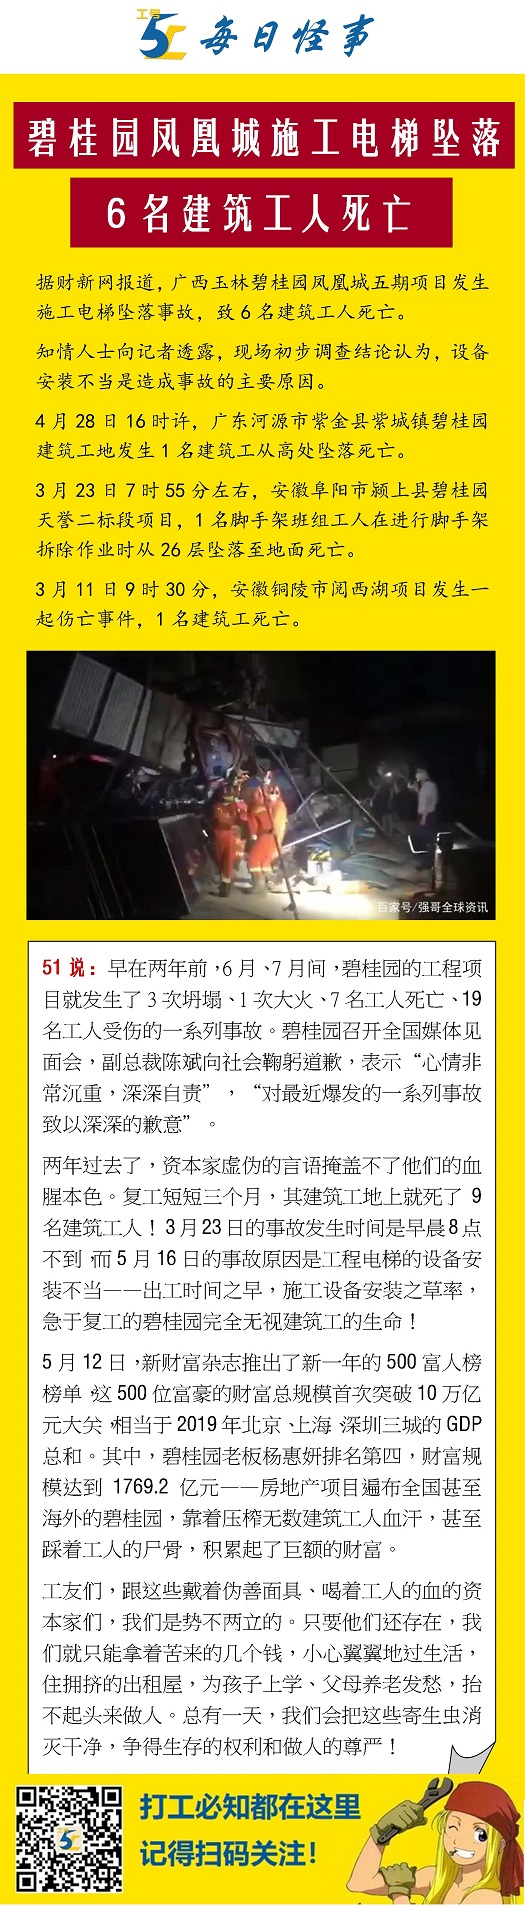 工号
51
每日怪事
碧桂园凤凰城施工电梯坠落
6名建筑工人死亡
据财新网报道，广西玉林碧桂园凤凰城五期项目发生
施工电梯坠落事故，致6名建筑工人死亡。
知情人士向记者透露，现场初步调查结论认为，设备
安装不当是造成事故的主要原因。
4月28日16时许，广东河源市紫金县紫城镇碧桂园
建筑工地发生1名建筑工从高处坠落死亡。
3月23日7时55分左右，安徽阜阳市颍上县碧桂园
天誉二标段项目，1名脚手架班组工人在进行脚手架
拆除作业时从26层坠落至地面死亡。
3月11日9时30分，安徽铜陵市阅西湖项目发生一
起伤亡事件，1名建筑工死亡。
百家号/强哥全球资讯
51说：早在两年前，6月、7月间，碧桂园的工程项
目就发生了3次坍塌、1次大火、7名工人死亡、19
名工人受伤的一系列事故。碧桂园召开全国媒体见
面会，副总裁陈斌向社会鞠躬道歉，表示“心情非
常沉重，深深自责”，“对最近爆发的一系列事故
致以深深的歉意”。
两年过去了，资本家虚伪的言语掩盖不了他们的血
腥本色。复工短短三个月，其建筑工地上就死了9
名建筑工人！3月23日的事故发生时间是早晨8点
不到，而5月16日的事故原因是工程电梯的设备安
装不当——出工时间之早，施工设备安装之草率，
急于复工的碧桂园完全无视建筑工的生命！
5月12日，新财富杂志推出了新一年的500富人榜
榜单，这500位富豪的财富总规模首次突破10万亿
元大关，相当于2019年北京、上海、深圳三城的GDP
总和。其中，碧桂园老板杨惠妍排名第四，财富规
模达到1769.2亿元——房地产项目遍布全国甚至
海外的碧桂园，靠着压榨无数建筑工人血汗，甚至
踩着工人的尸骨，积累起了巨额的财富。
工友们，跟这些戴着伪善面具、喝着工人的血的资
本家们，我们是势不两立的。只要他们还存在，我
们就只能拿着苦来的几个钱，小心翼翼地过生活，
住拥挤的出租屋，为孩子上学、父母养老发愁，抬
不起头来做人。总有一天，我们会把这些寄生虫消
灭干净，争得生存的权利和做人的尊严！
打工必知都在这里
记得扫码关注！